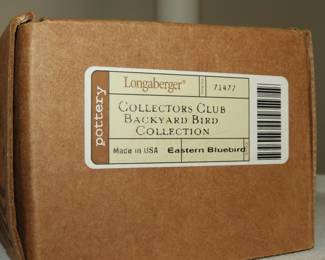 pottery
Longaberger® 71477
COLLECTORS CLUB
BACKYARD BIRD
COLLECTION
Made in USA Eastern Bluebird